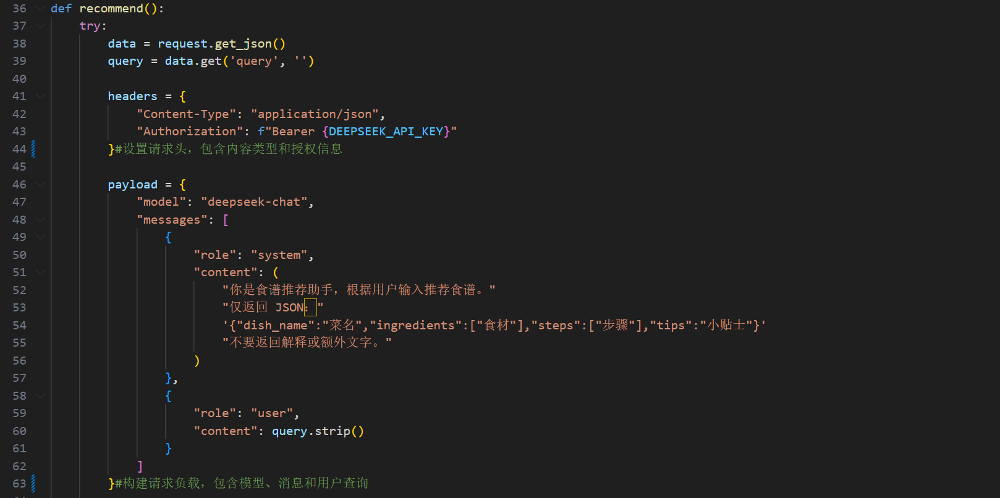 36 def recommend():
37 try:
38 data = request.get_json()
39 query = data.get('query', '')
40
41 headers = {
42 "Content-Type": "application/json",
43 "Authorization": f"Bearer {DEEPSEEK_API_KEY}"
44 }#设置请求头，包含内容类型和授权信息
45
46 payload = {
47 "model": "deepseek-chat",
48 "messages": [
49 {
50 "role": "system",
51 "content": (
52 "你是食谱推荐助手，根据用户输入推荐食谱。"
53 "仅返回 JSON："
54 '{"dish_name":"菜名","ingredients":["食材"],"steps":["步骤"],"tips":"小贴士"}'
55 "不要返回解释或额外文字。"
56 )
57 },
58 {
59 "role": "user",
60 "content": query.strip()
61 }
62 ]
63 }#构建请求负载，包含模型、消息和用户查询